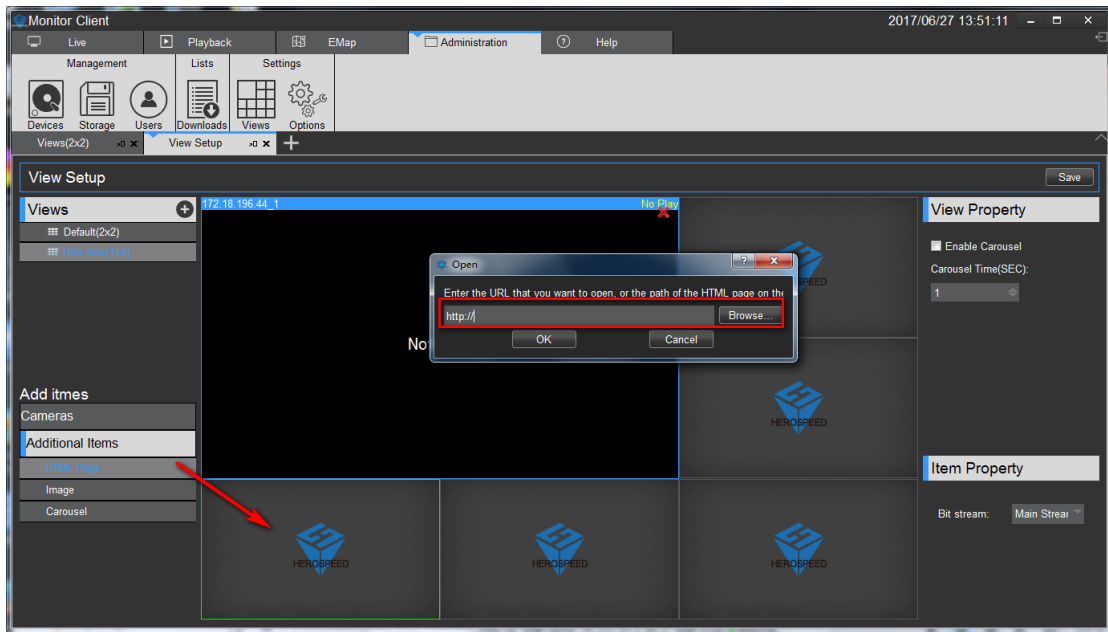 Monitor Client
2017/06/27 13:51:11
Live
Playback
EMap
Administration
Help
Management
Lists
Settings
Devices
Storage
Users
Downloads
Views
Options
Views(2x2)
View Setup
View Setup
Save
Views
Default(2x2)
New view(1+5)
172.18.196.44_1
No Play
Open
Enter the URL that you want to open, or the path of the HTML page on the
http://
Browse...
OK
Cancel
No
View Property
Enable Carousel
Carousel Time(SEC):
1
Add itmes
Cameras
Additional Items
HTML Page
Image
Carousel
SPEED
HEROSPEED
HEROSPEED
HEROSPEED
HEROSPEED
Item Property
Bit stream:
Main Strear